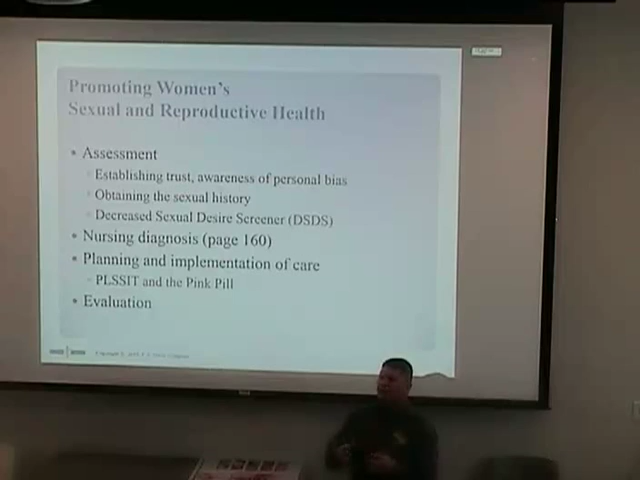 Promoting Women's
Sexual and Reproductive Health
• Assessment
Establishing trust, awareness of personal bias
Obtaining the sexual history
Decreased Sexual Desire Screener (DSDS)
• Nursing diagnosis (page 160)
• Planning and implementation of care
PLSSIT and the Pink Pill
• Evaluation